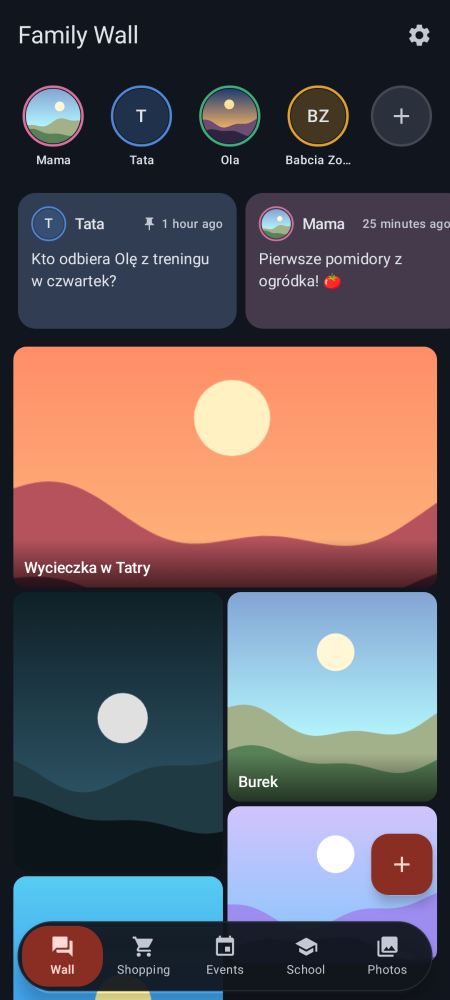 Family Wall
T
BZ
Mama
Tata
Ola
Babcia Zo...
T
Tata
1 hour ago
Kto odbiera Olę z treningu
w czwartek?
Mama
25 minutes ago
Pierwsze pomidory z
ogródka! 🍅
Wycieczka w Tatry
Burek
Wall
Shopping
Events
School
Photos